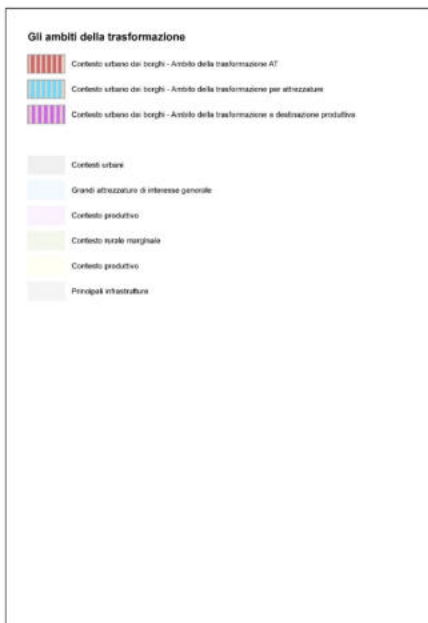 Gli ambiti della trasformazione
Contesto urbano dei borghi - Ambito della trasformazione AT
Contesto urbano dei borghi - Ambito della trasformazione per attrezzature
Contesto urbano dei borghi - Ambito della trasformazione a destinazione produttiva
Contesti urbani
Grandi attrezzature di interesse generale
Contesto produttivo
Contesto rurale marginale
Contesto produttivo
Principali infrastrutture